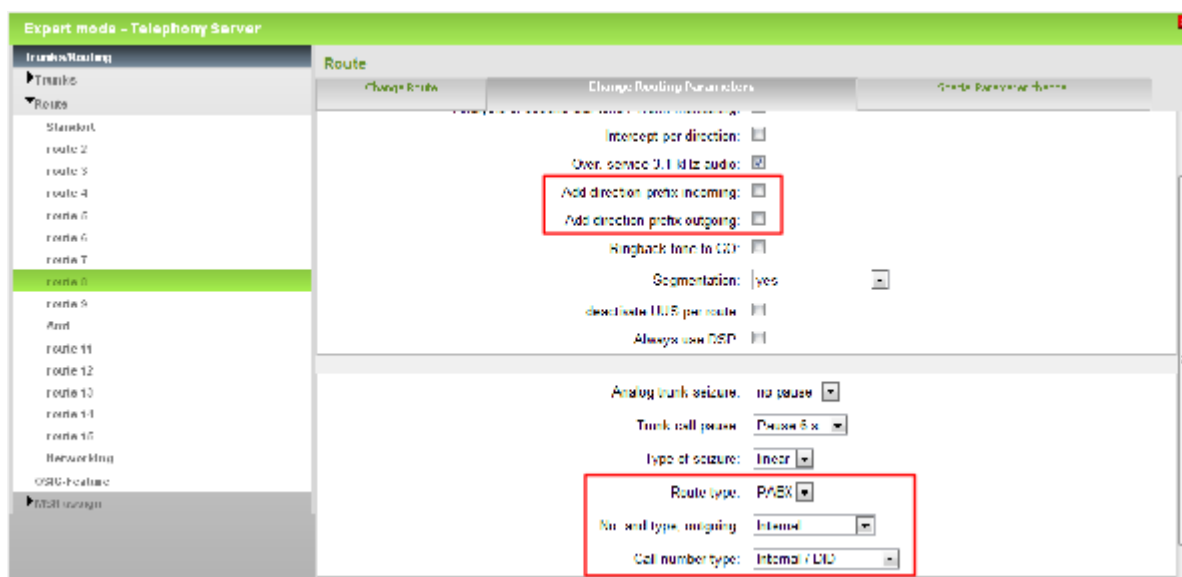 Expert mode - Telephony Server
Trunks/Routing
Route
Trunks
Change Route
Change Routing Parameters
Route
Standort
route 2
Intercept per direction:
route 3
Over. service 3.1 kHz audio:
route 4
Add direction prefix incoming:
route 5
Add direction prefix outgoing:
route 6
Ringback tone to CO:
route 7
route 8
Segmentation: yes
route 9
deactivate UUS per route
Always use DSP
route 11
route 12
route 13
Analog trunk seizure: no pause
route 14
Trunk call pause Pause 6 s
route 15
Networking
Type of seizure: linear
QSIG-Feature
Route type: PABX
MSN assign
No. and type, outgoing Internal
Call number type: Internal / DID